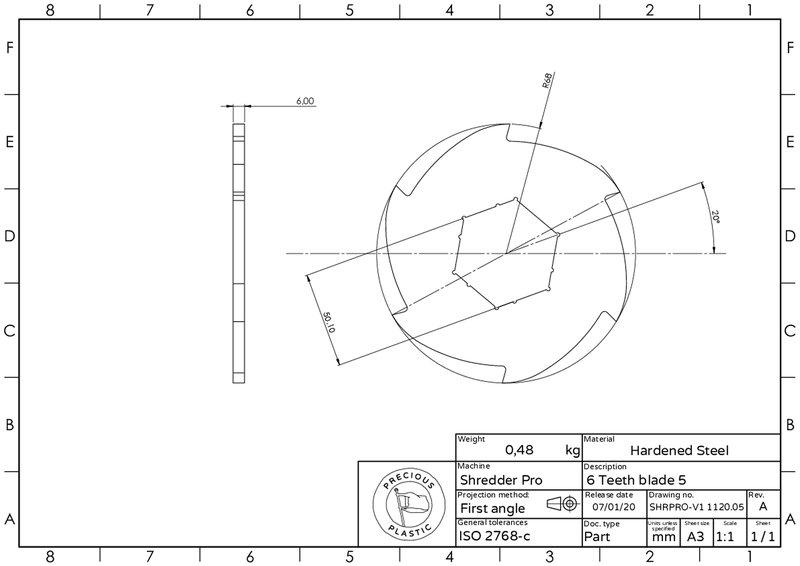 8 7 6 5 4 3 2 1
F F
E E
D D
C C
B B
A A
6,00
R68
20°
50,10
Weight
0,48 kg
Material
Hardened Steel
Machine
Shredder Pro
Description
6 Teeth blade 5
Projection method:
First angle
Release date
07/01/20
Drawing no.
SHRPRO-V1 1120.05
Rev.
A
General tolerances
ISO 2768-c
Doc. type
Part
Units unless
specified
mm
Sheet size
A3
Scale
1:1
Sheet
1 / 1
PRECIOUS
PLASTIC
8 7 6 5 4 3 2 1